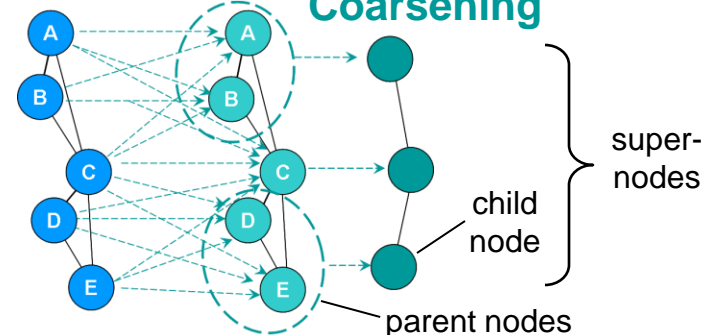 Coarsening
A
B
C
D
E
A
B
C
D
E
super-
nodes
child
node
parent nodes